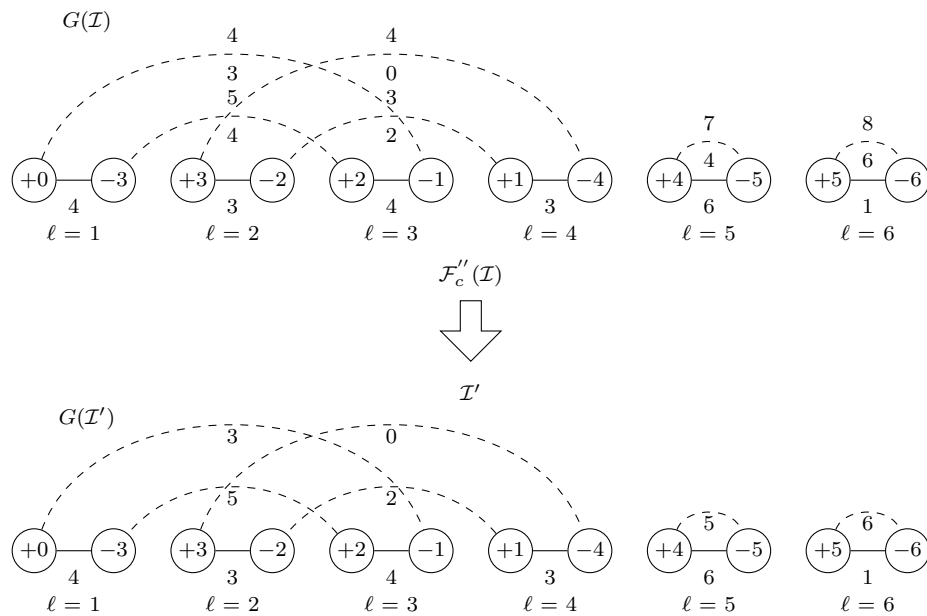 G(I)
4 4
3 0
5 3
4 2
7 8
4 6
+0 −3 +3 −2 +2 −1 +1 −4 +4 −5 +5 −6
4 3 4 3 6 1
ℓ = 1 ℓ = 2 ℓ = 3 ℓ = 4 ℓ = 5 ℓ = 6
F_c''(I)
I'
G(I')
3 0
5 2 5 6
+0 −3 +3 −2 +2 −1 +1 −4 +4 −5 +5 −6
4 3 4 3 6 1
ℓ = 1 ℓ = 2 ℓ = 3 ℓ = 4 ℓ = 5 ℓ = 6